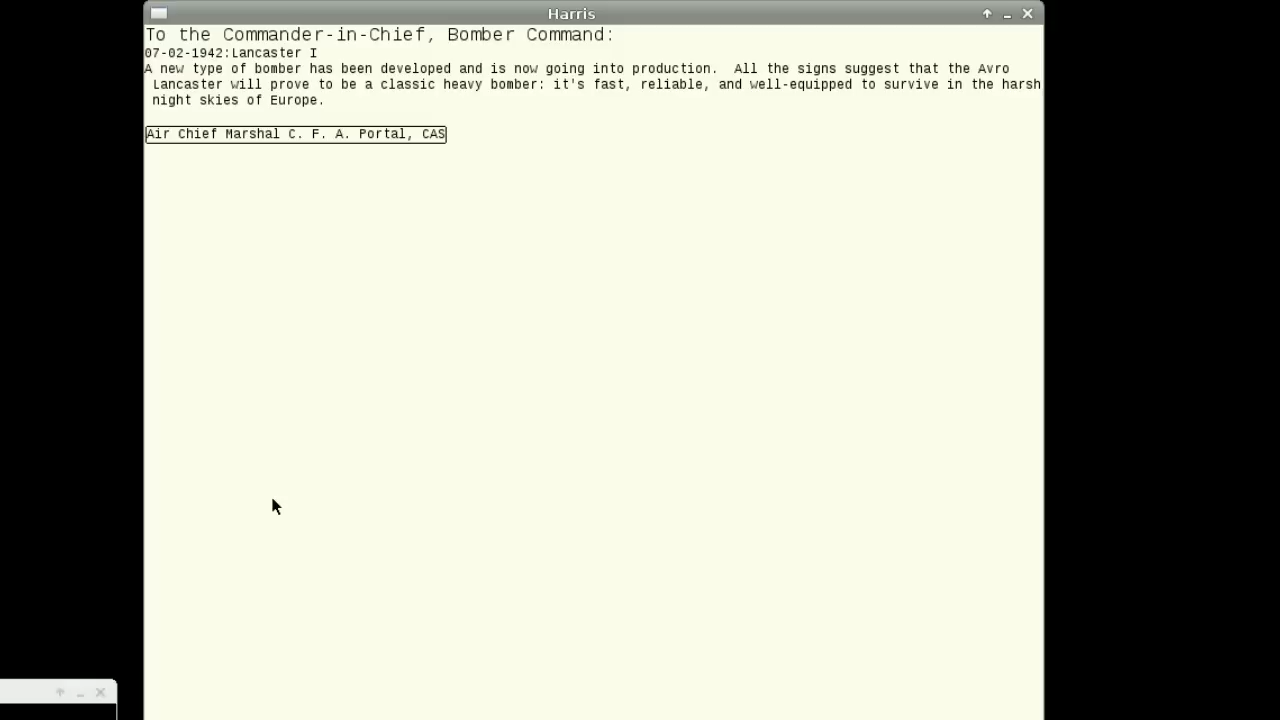 Harris
To the Commander-in-Chief, Bomber Command:
07-02-1942:Lancaster I
A new type of bomber has been developed and is now going into production.  All the signs suggest that the Avro
Lancaster will prove to be a classic heavy bomber: it's fast, reliable, and well-equipped to survive in the harsh
night skies of Europe.
Air Chief Marshal C. F. A. Portal, CAS